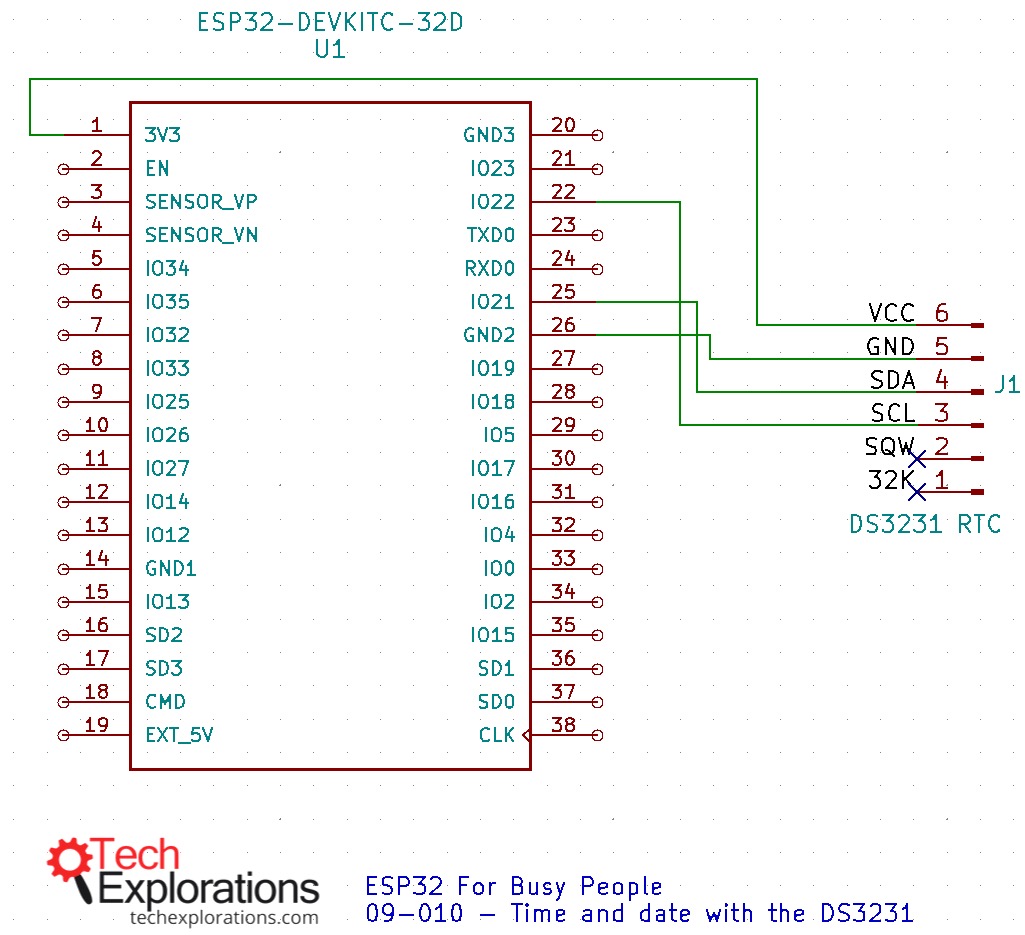 ESP32-DEVKITC-32D
U1
1 3V3 GND3 20
2 EN IO23 21
3 SENSOR_VP IO22 22
4 SENSOR_VN TXD0 23
5 IO34 RXD0 24
6 IO35 IO21 25
7 IO32 GND2 26
8 IO33 IO19 27
9 IO25 IO18 28
10 IO26 IO5 29
11 IO27 IO17 30
12 IO14 IO16 31
13 IO12 IO4 32
14 GND1 IO0 33
15 IO13 IO2 34
16 SD2 IO15 35
17 SD3 SD1 36
18 CMD SD0 37
19 EXT_5V CLK 38
VCC 6
GND 5
SDA 4 J1
SCL 3
SQW 2
32K 1
DS3231 RTC
Tech
Explorations
techexplorations.com
ESP32 For Busy People
09-010 - Time and date with the DS3231